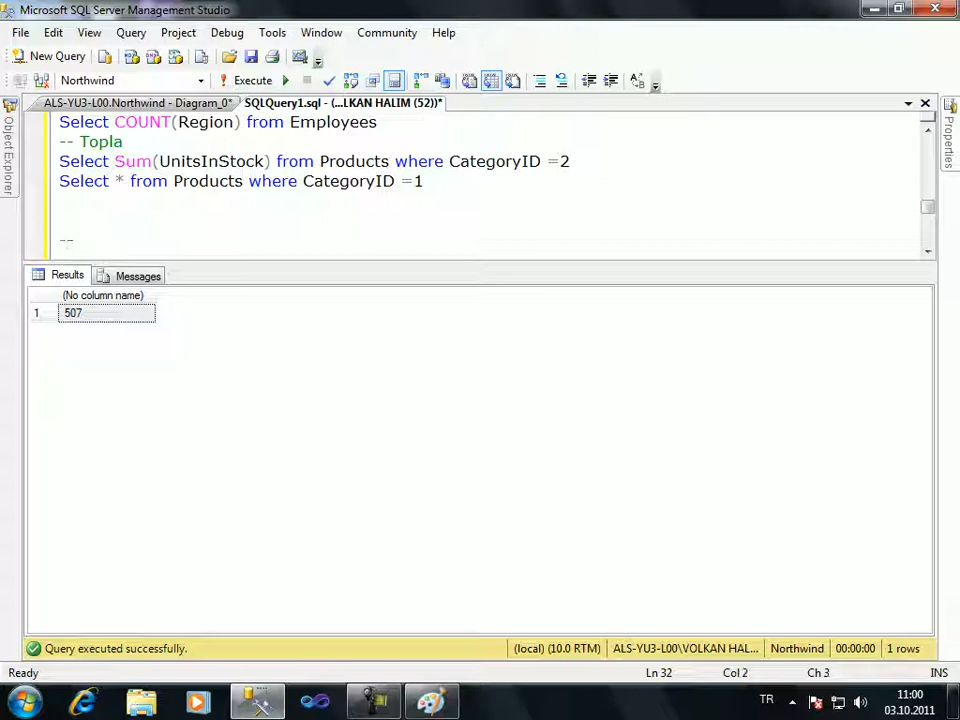 Microsoft SQL Server Management Studio
File Edit View Query Project Debug Tools Window Community Help
New Query
Northwind Execute
ALS-YU3-L00.Northwind - Diagram_0* SQLQuery1.sql - (...LKAN HALIM (52))*
Object Explorer
Properties
Select COUNT(Region) from Employees
-- Topla
Select Sum(UnitsInStock) from Products where CategoryID =2
Select * from Products where CategoryID =1
--
Results Messages
(No column name)
1 507
Query executed successfully. (local) (10.0 RTM) ALS-YU3-L00\VOLKAN HAL... Northwind 00:00:00 1 rows
Ready Ln 32 Col 2 Ch 3 INS
TR 11:00
03.10.2011